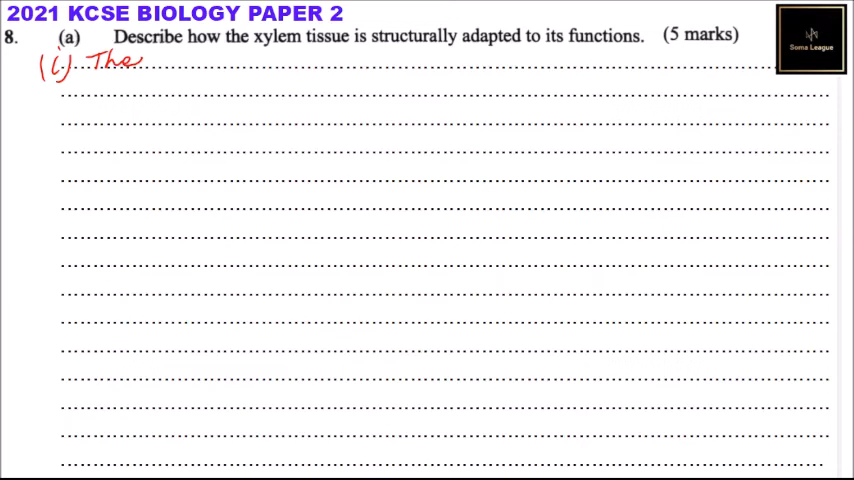 2021 KCSE BIOLOGY PAPER 2
8. (a) Describe how the xylem tissue is structurally adapted to its functions. (5 marks)
Soma League
(i) The